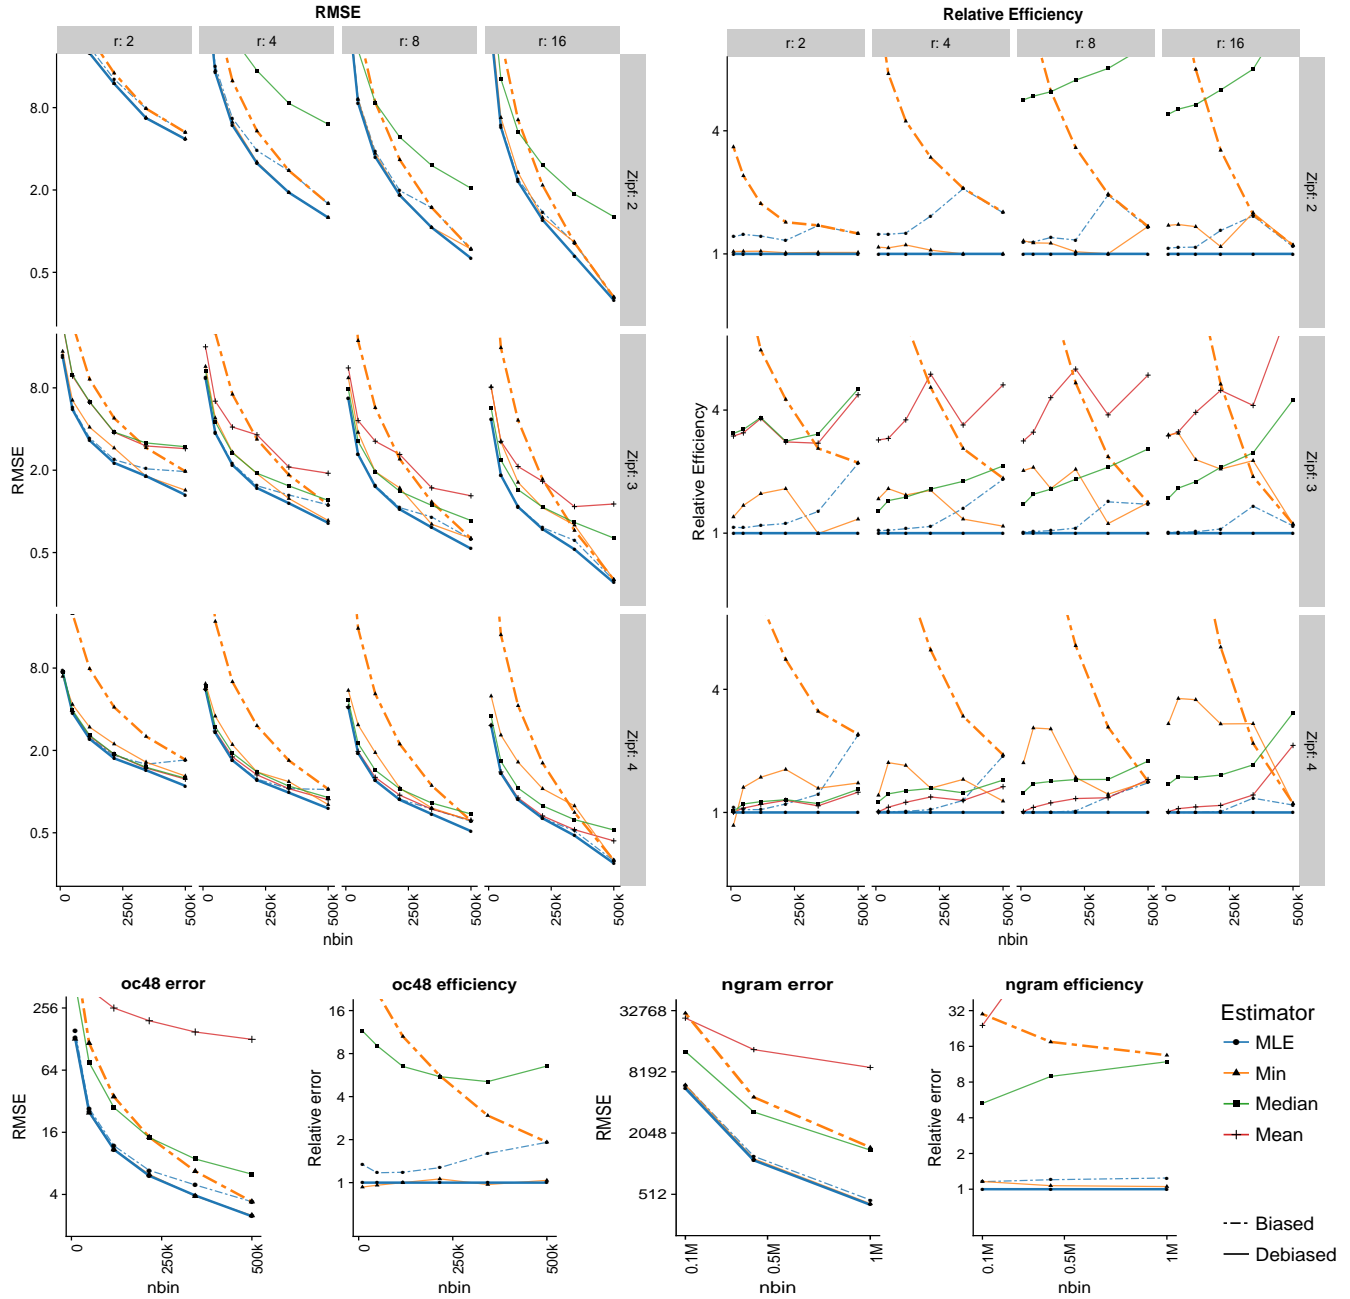 RMSE
r: 2
r: 4
r: 8
r: 16
8.0
2.0
0.5
Zipf: 2
8.0
2.0
0.5
Zipf: 3
8.0
2.0
0.5
Zipf: 4
RMSE
0
250k
500k
0
250k
500k
0
250k
500k
0
250k
500k
nbin
Relative Efficiency
r: 2
r: 4
r: 8
r: 16
4
1
Zipf: 2
4
1
Zipf: 3
4
1
Zipf: 4
Relative Efficiency
0
250k
500k
0
250k
500k
0
250k
500k
0
250k
500k
nbin
oc48 error
256
64
16
4
RMSE
0
250k
500k
nbin
oc48 efficiency
16
8
4
2
1
Relative error
0
250k
500k
nbin
ngram error
32768
8192
2048
512
RMSE
0.1M
0.5M
1M
nbin
ngram efficiency
32
16
8
4
2
1
Relative error
0.1M
0.5M
1M
nbin
Estimator
MLE
Min
Median
Mean
Biased
Debiased